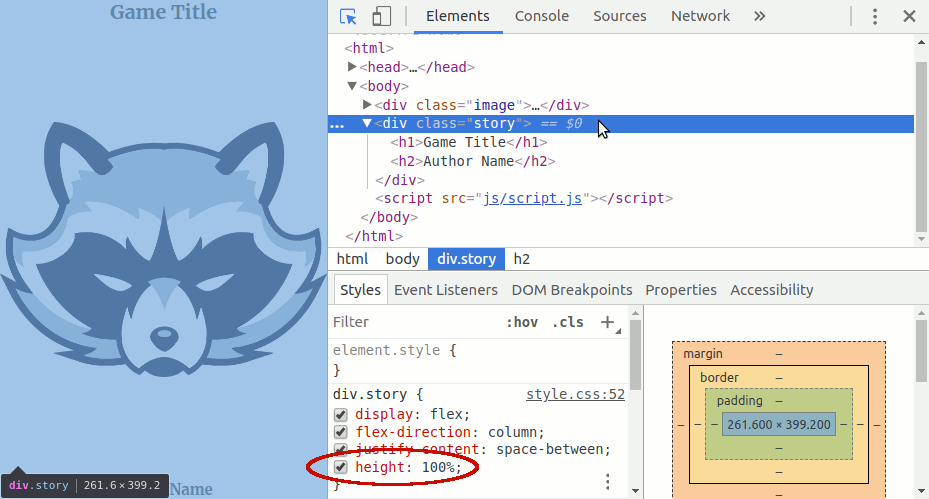 Game Title
Elements Console Sources Network »
<html>
▶<head>…</head>
▼<body>
▶<div class="image">…</div>
… ▼<div class="story"> == $0
<h1>Game Title</h1>
<h2>Author Name</h2>
</div>
<script src="js/script.js"></script>
</body>
</html>
html body div.story h2
Styles Event Listeners DOM Breakpoints Properties Accessibility
Filter :hov .cls +
element.style {
}
div.story { style.css:52
display: flex;
flex-direction: column;
justify-content: space-between;
height: 100%;
}
margin –
border –
padding –
– – – 261.600 × 399.200 – – –
–
–
–
div.story | 261.6 × 399.2
Name